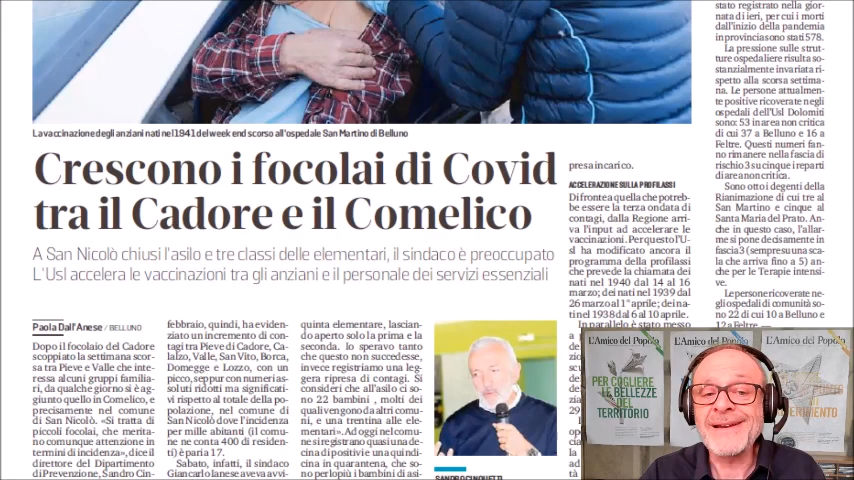 La vaccinazione degli anziani nati nel 1941 del week end scorso all'ospedale San Martino di Belluno
Crescono i focolai di Covid
tra il Cadore e il Comelico
A San Nicolò chiusi l'asilo e tre classi delle elementari, il sindaco è preoccupato
L'Usl accelera le vaccinazioni tra gli anziani e il personale dei servizi essenziali
Paola Dall'Anese / BELLUNO
Dopo il focolaio del Cadore
scoppiato la settimana scor-
sa tra Pieve e Valle che inte-
ressa alcuni gruppi familia-
ri, da qualche giorno si è ag-
giunto quello in Comelico, e
precisamente nel comune
di San Nicolò. «Si tratta di
piccoli focolai, che merita-
no comunque attenzione in
termini di incidenza», dice il
direttore del Dipartimento
di Prevenzione, Sandro Cin-
febbraio, quindi, ha eviden-
ziato un incremento di con-
tagi tra Pieve di Cadore, Ca-
lalzo, Valle, San Vito, Borca,
Domegge e Lozzo, con un
picco, seppur con numeri as-
soluti ridotti ma significati-
vi rispetto al totale della po-
polazione, nel comune di
San Nicolò dove l'incidenza
per mille abitanti (il comu-
ne conta 400 di residen-
ti) è paria 17.
Sabato, infatti, il sindaco
Giancarlo Ianese aveva avvi-
quinta elementare, lascian-
do aperto solo la prima e la
seconda. Io speravo tanto
che questo non succedesse,
invece registriamo una leg-
gera ripresa di contagi. Si
consideri che all'asilo ci so-
no 22 bambini , molti dei
quali vengono da altri comu-
ni, e una trentina alle ele-
mentari». Ad oggi nel comu-
ne si registrano quasi una de-
cina di positivi e una quindi-
cina in quarantena, che so-
no per lo più i bambini di asi-
SANDRO CINQUETTI
presa in carico.
ACCELERAZIONE SULLA PROFILASSI
Di fronte a quella che potreb-
be essere la terza ondata di
contagi, dalla Regione arri-
va l'input ad accelerare le
vaccinazioni. Per questo l'U-
sl ha modificato ancora il
programma della profilassi
che prevede la chiamata dei
nati nel 1940 dal 14 al 16
marzo; dei nati nel 1939 dal
26 marzo al 1° aprile; dei na-
ti nel 1938 dal 6 al 10 aprile.
In parallelo è stato messo
29
stato registrato nella gior-
nata di ieri, per cui i morti
dall'inizio della pandemia
in provincia sono stati 578.
La pressione sulle strut-
ture ospedaliere risulta so-
stanzialmente invariata ri-
spetto alla scorsa settima-
na. Le persone attualmen-
te positive ricoverate negli
ospedali dell'Usl Dolomiti
sono: 53 in area non critica
di cui 37 a Belluno e 16 a
Feltre. Questi numeri fan-
no rimanere nella fascia di
rischio 3 su cinque i reparti
di area non critica.
Sono otto i degenti della
Rianimazione di cui tre al
San Martino e cinque al
Santa Maria del Prato. An-
che in questo caso, l'allar-
me si pone decisamente in
fascia 3 (sempre su una sca-
la che arriva fino a 5) an-
che per le Terapie intensi-
ve.
Le persone ricoverate ne-
gli ospedali di comunità so-
no 22 di cui 10 a Belluno e
12 a Feltre. —
L'Amico del Popolo
PER COGLIERE
LE BELLEZZE
DEL
TERRITORIO
L'Amico del Popolo
L'Amico del Popolo